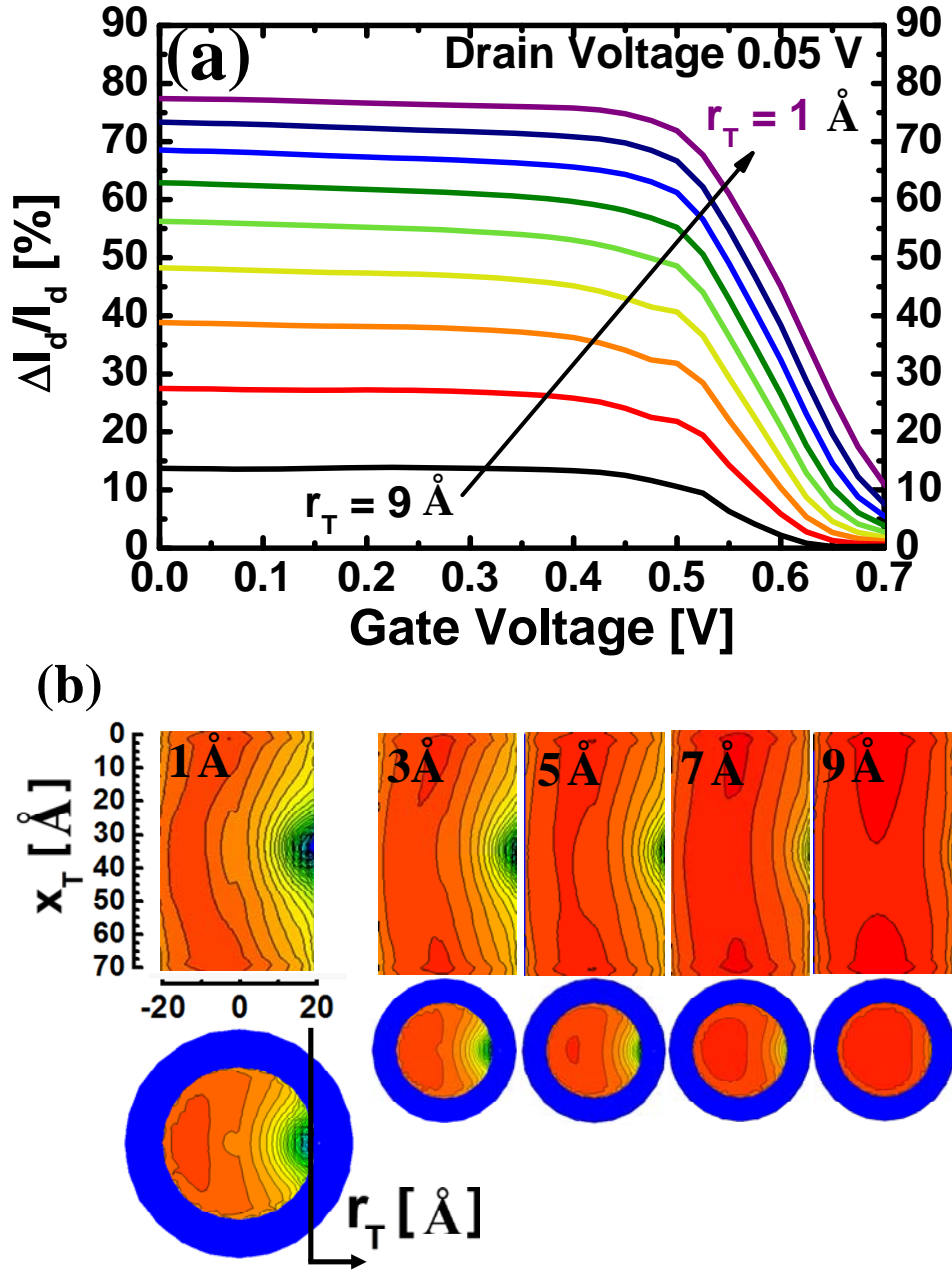 (a)
Drain Voltage 0.05 V
r_T = 1 Å
r_T = 9 Å
ΔI_d/I_d [%]
90
80
70
60
50
40
30
20
10
0
90
80
70
60
50
40
30
20
10
0
0.0 0.1 0.2 0.3 0.4 0.5 0.6 0.7
Gate Voltage [V]
(b)
x_T [Å]
0
10
20
30
40
50
60
70
1 Å 3Å 5 Å 7 Å 9Å
-20 0 20
r_T [Å]